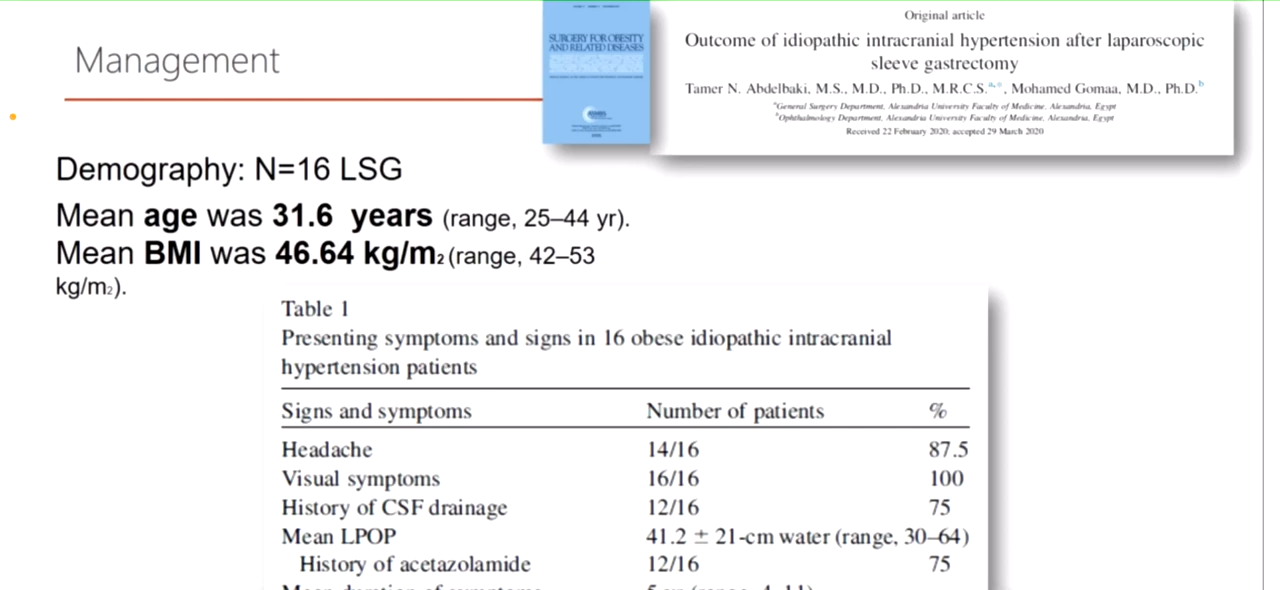 Management
SURGERY FOR OBESITY
AND RELATED DISEASES
Original article
Outcome of idiopathic intracranial hypertension after laparoscopic
sleeve gastrectomy
Tamer N. Abdelbaki, M.S., M.D., Ph.D., M.R.C.S.a,*, Mohamed Gomaa, M.D., Ph.D.b
aGeneral Surgery Department, Alexandria University Faculty of Medicine, Alexandria, Egypt
bOphthalmology Department, Alexandria University Faculty of Medicine, Alexandria, Egypt
Received 22 February 2020; accepted 29 March 2020
Demography: N=16 LSG
Mean age was 31.6 years (range, 25–44 yr).
Mean BMI was 46.64 kg/m2 (range, 42–53
kg/m2).
Table 1
Presenting symptoms and signs in 16 obese idiopathic intracranial
hypertension patients
Signs and symptoms Number of patients %
Headache 14/16 87.5
Visual symptoms 16/16 100
History of CSF drainage 12/16 75
Mean LPOP 41.2 ± 21-cm water (range, 30–64)
History of acetazolamide 12/16 75